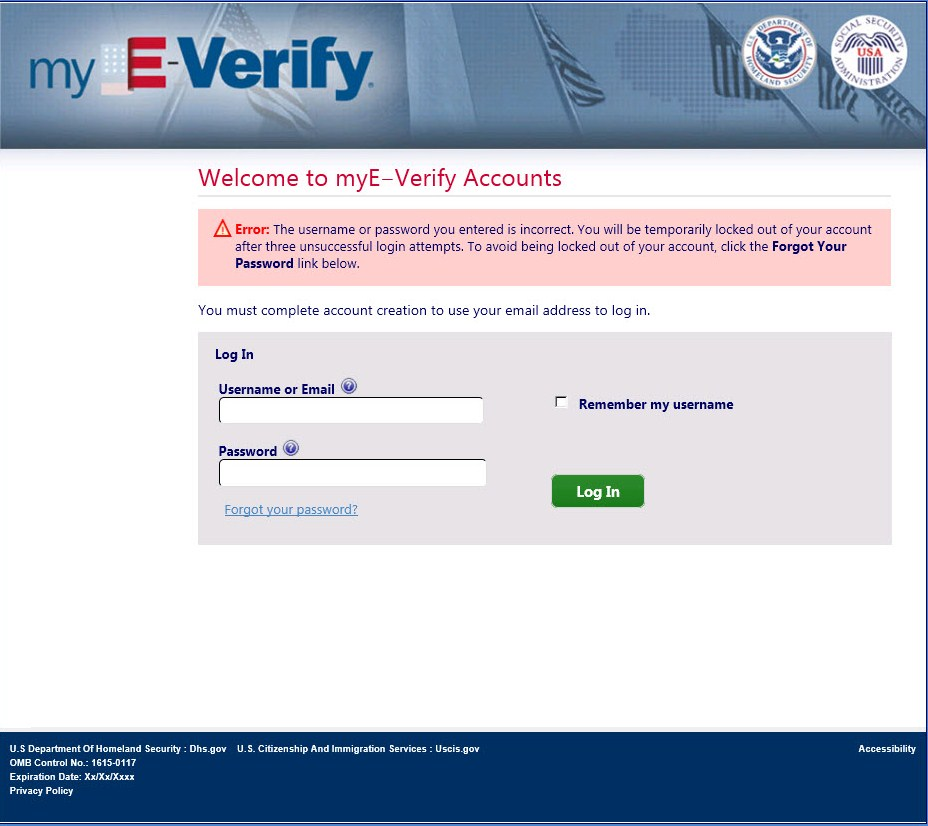 my E-Verify
U.S. DEPARTMENT OF HOMELAND SECURITY
SOCIAL SECURITY ADMINISTRATION
USA
Welcome to myE-Verify Accounts
Error: The username or password you entered is incorrect. You will be temporarily locked out of your account
after three unsuccessful login attempts. To avoid being locked out of your account, click the Forgot Your
Password link below.
You must complete account creation to use your email address to log in.
Log In
Username or Email ?
Remember my username
Password ?
Log In
Forgot your password?
U.S Department Of Homeland Security : Dhs.gov U.S. Citizenship And Immigration Services : Uscis.gov Accessibility
OMB Control No.: 1615-0117
Expiration Date: Xx/Xx/Xxxx
Privacy Policy